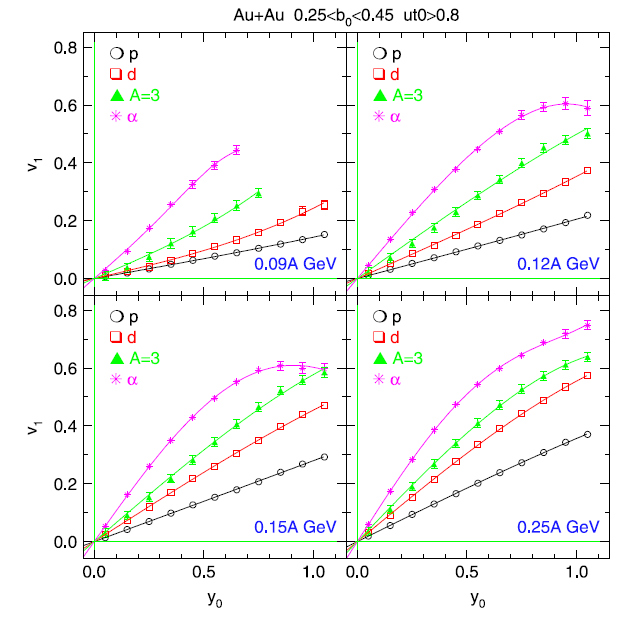 Au+Au 0.25<b₀<0.45 ut0>0.8
v₁
0.8
0.6
0.4
0.2
0.0
p
d
A=3
α
0.09A GeV
p
d
A=3
α
0.12A GeV
v₁
0.8
0.6
0.4
0.2
0.0
p
d
A=3
α
0.15A GeV
p
d
A=3
α
0.25A GeV
0.0 0.5 1.0
0.0 0.5 1.0
y₀
y₀